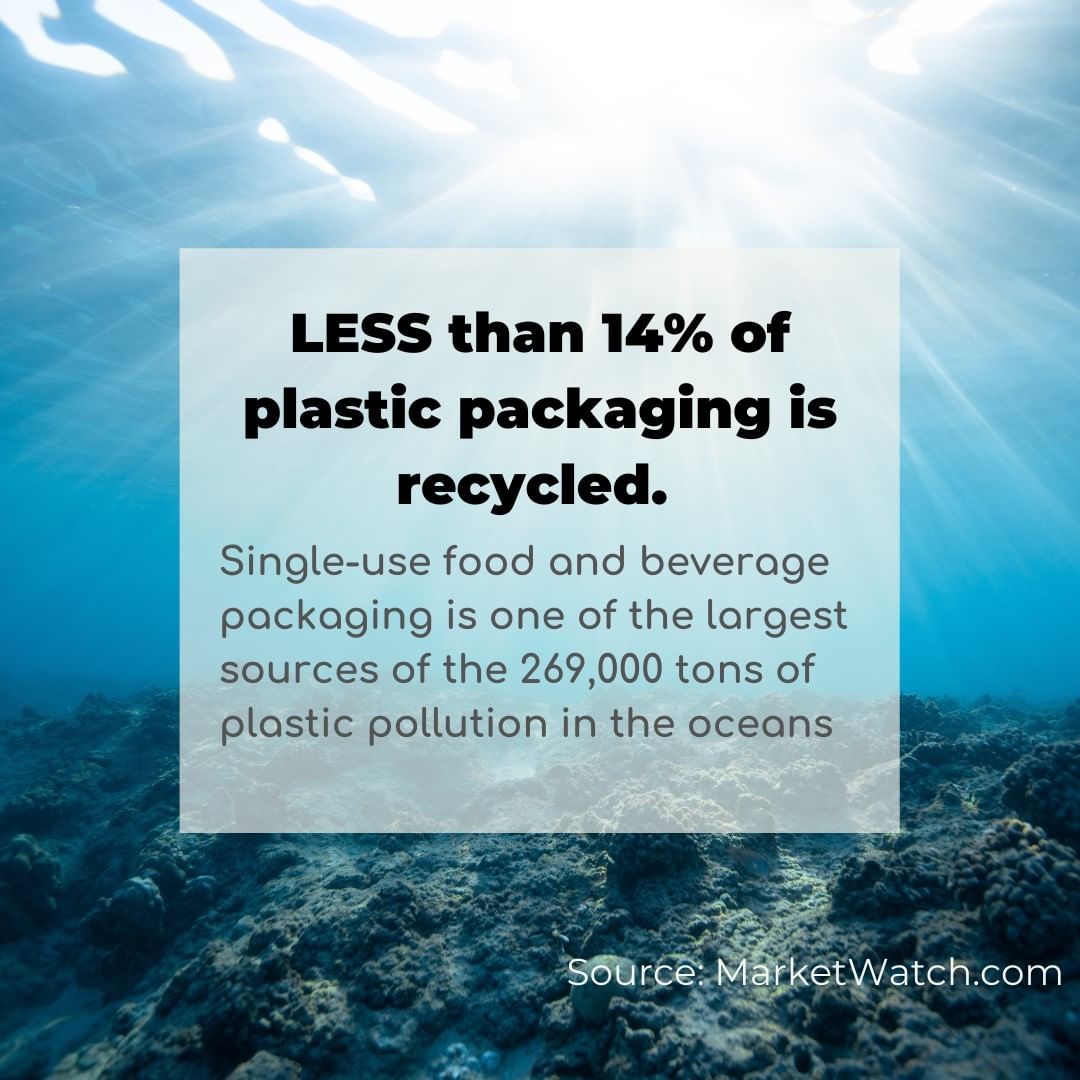 LESS than 14% of
plastic packaging is
recycled.
Single-use food and beverage
packaging is one of the largest
sources of the 269,000 tons of
plastic pollution in the oceans
Source: MarketWatch.com